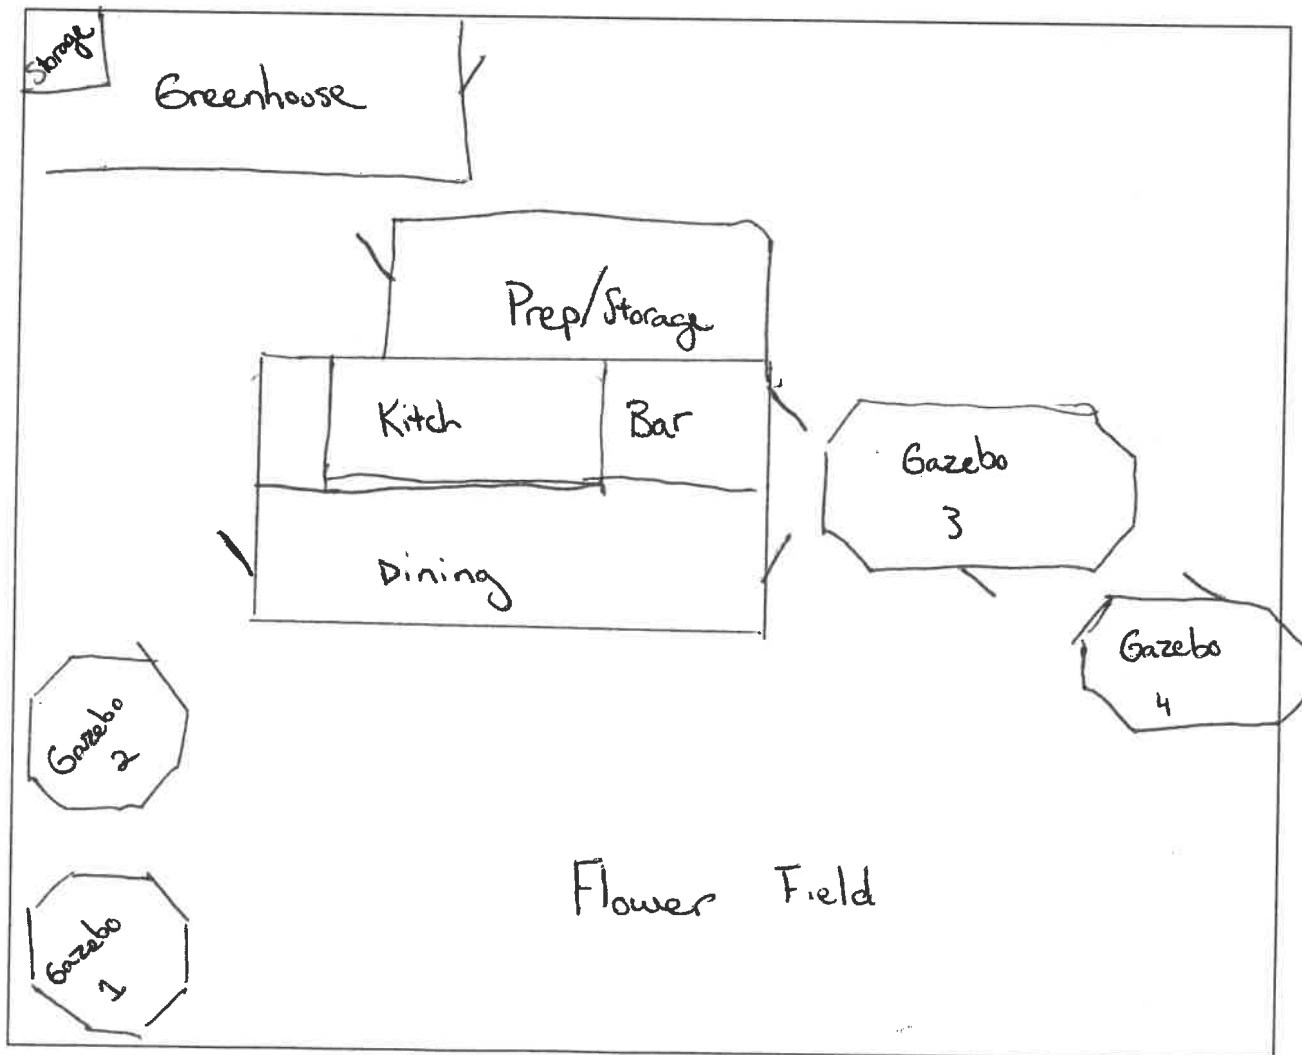 Storage
Greenhouse
Prep/Storage
Kitch
Bar
Gazebo
3
Dining
Gazebo
4
Gazebo
2
Flower Field
Gazebo
1